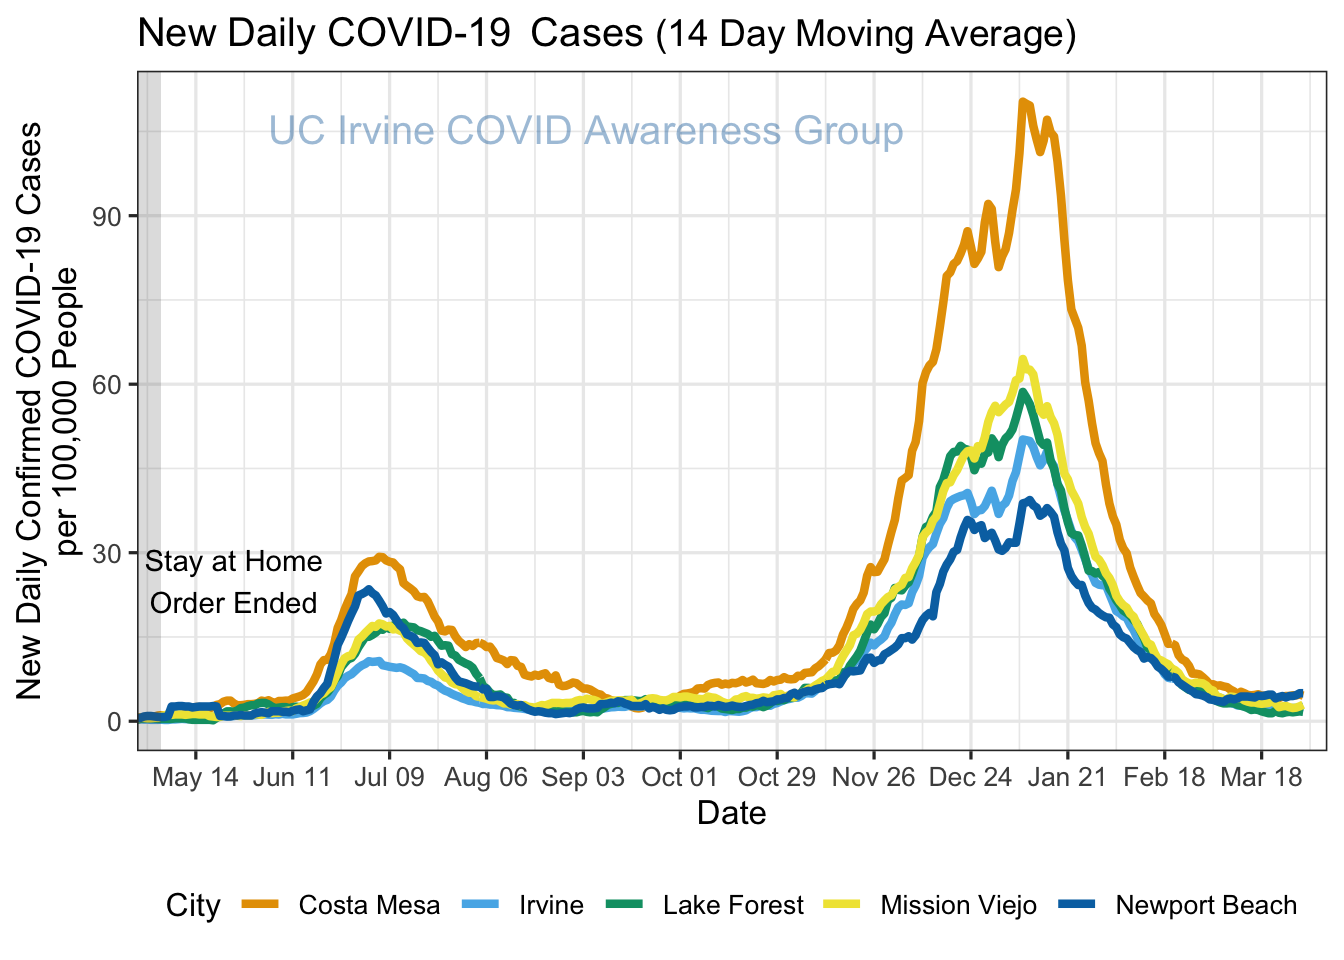 New Daily COVID-19 Cases (14 Day Moving Average)
UC Irvine COVID Awareness Group
New Daily Confirmed COVID-19 Cases
per 100,000 People
90
60
30
0
Stay at Home
Order Ended
May 14 Jun 11 Jul 09 Aug 06 Sep 03 Oct 01 Oct 29 Nov 26 Dec 24 Jan 21 Feb 18 Mar 18
Date
City Costa Mesa Irvine Lake Forest Mission Viejo Newport Beach